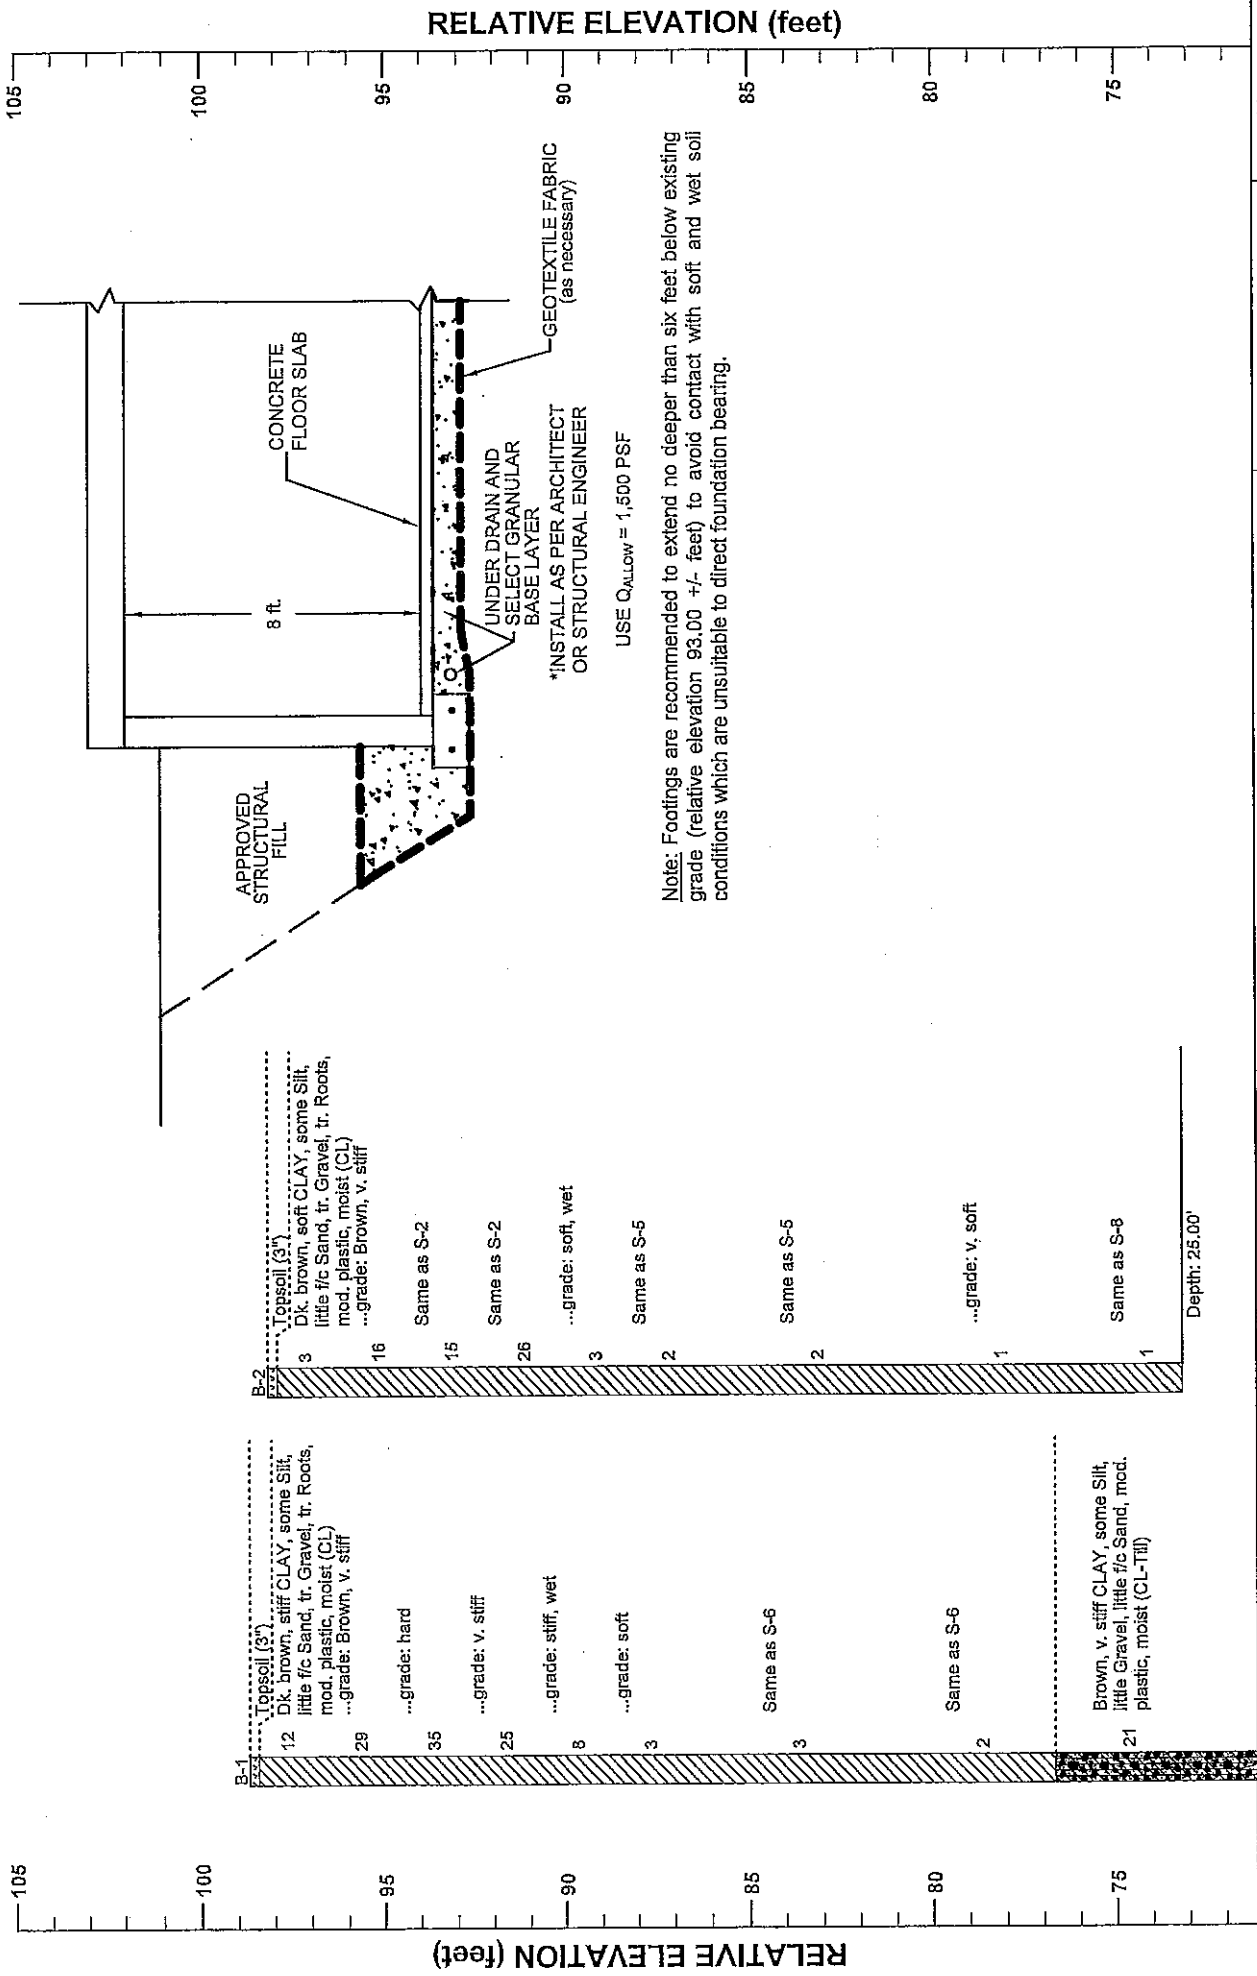 RELATIVE ELEVATION (feet)
105
100
95
90
85
80
75
B-1
Topsoil (3")
12
Dk. brown, stiff CLAY, some Silt,
little f/c Sand, tr. Gravel, tr. Roots,
mod. plastic, moist (CL)
29
...grade: Brown, v. stiff
35
...grade: hard
25
...grade: v. stiff
8
...grade: stiff, wet
3
...grade: soft
3
Same as S-6
2
Same as S-6
21
Brown, v. stiff CLAY, some Silt,
little Gravel, little f/c Sand, mod.
plastic, moist (CL-Till)
B-2
Topsoil (3")
3
Dk. brown, soft CLAY, some Silt,
little f/c Sand, tr. Gravel, tr. Roots,
mod. plastic, moist (CL)
16
...grade: Brown, v. stiff
15
Same as S-2
26
Same as S-2
3
...grade: soft, wet
2
Same as S-5
2
Same as S-5
1
...grade: v. soft
1
Same as S-8
Depth: 25.00'
APPROVED
STRUCTURAL
FILL
8 ft.
CONCRETE
FLOOR SLAB
UNDER DRAIN AND
SELECT GRANULAR
BASE LAYER
*INSTALL AS PER ARCHITECT
OR STRUCTURAL ENGINEER
GEOTEXTILE FABRIC
(as necessary)
USE QALLOW = 1,500 PSF
Note: Footings are recommended to extend no deeper than six feet below existing
grade (relative elevation 93.00 +/- feet) to avoid contact with soft and wet soil
conditions which are unsuitable to direct foundation bearing.
RELATIVE ELEVATION (feet)
105
100
95
90
85
80
75